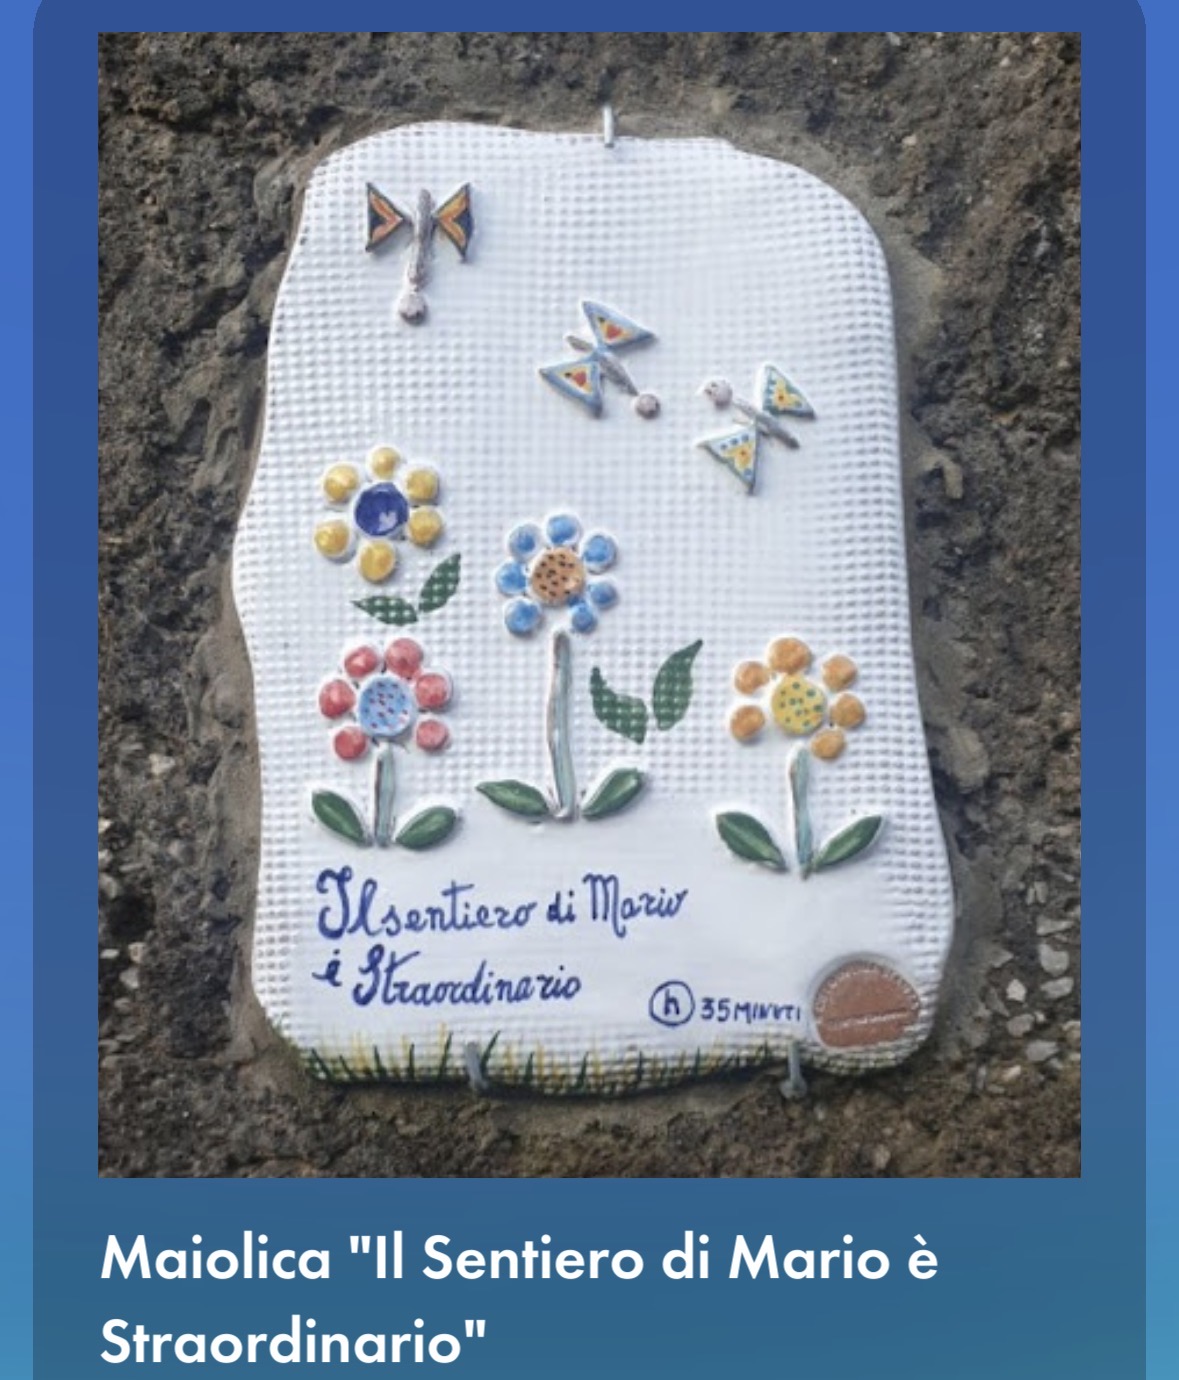 Il sentiero di Mario
è Straordinario
h 35 MINUTI
Maiolica "Il Sentiero di Mario è
Straordinario"